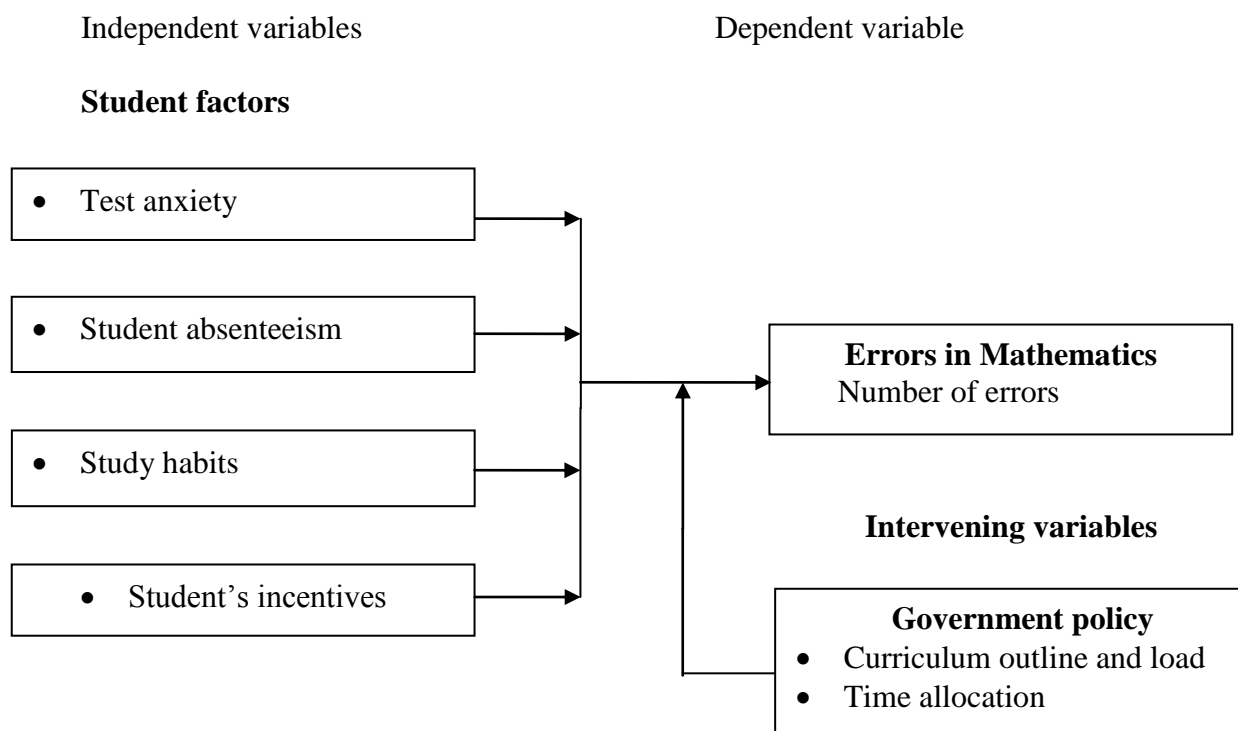 Independent variables
Dependent variable
Student factors
• Test anxiety
• Student absenteeism
• Study habits
• Student’s incentives
Errors in Mathematics
Number of errors
Intervening variables
Government policy
• Curriculum outline and load
• Time allocation